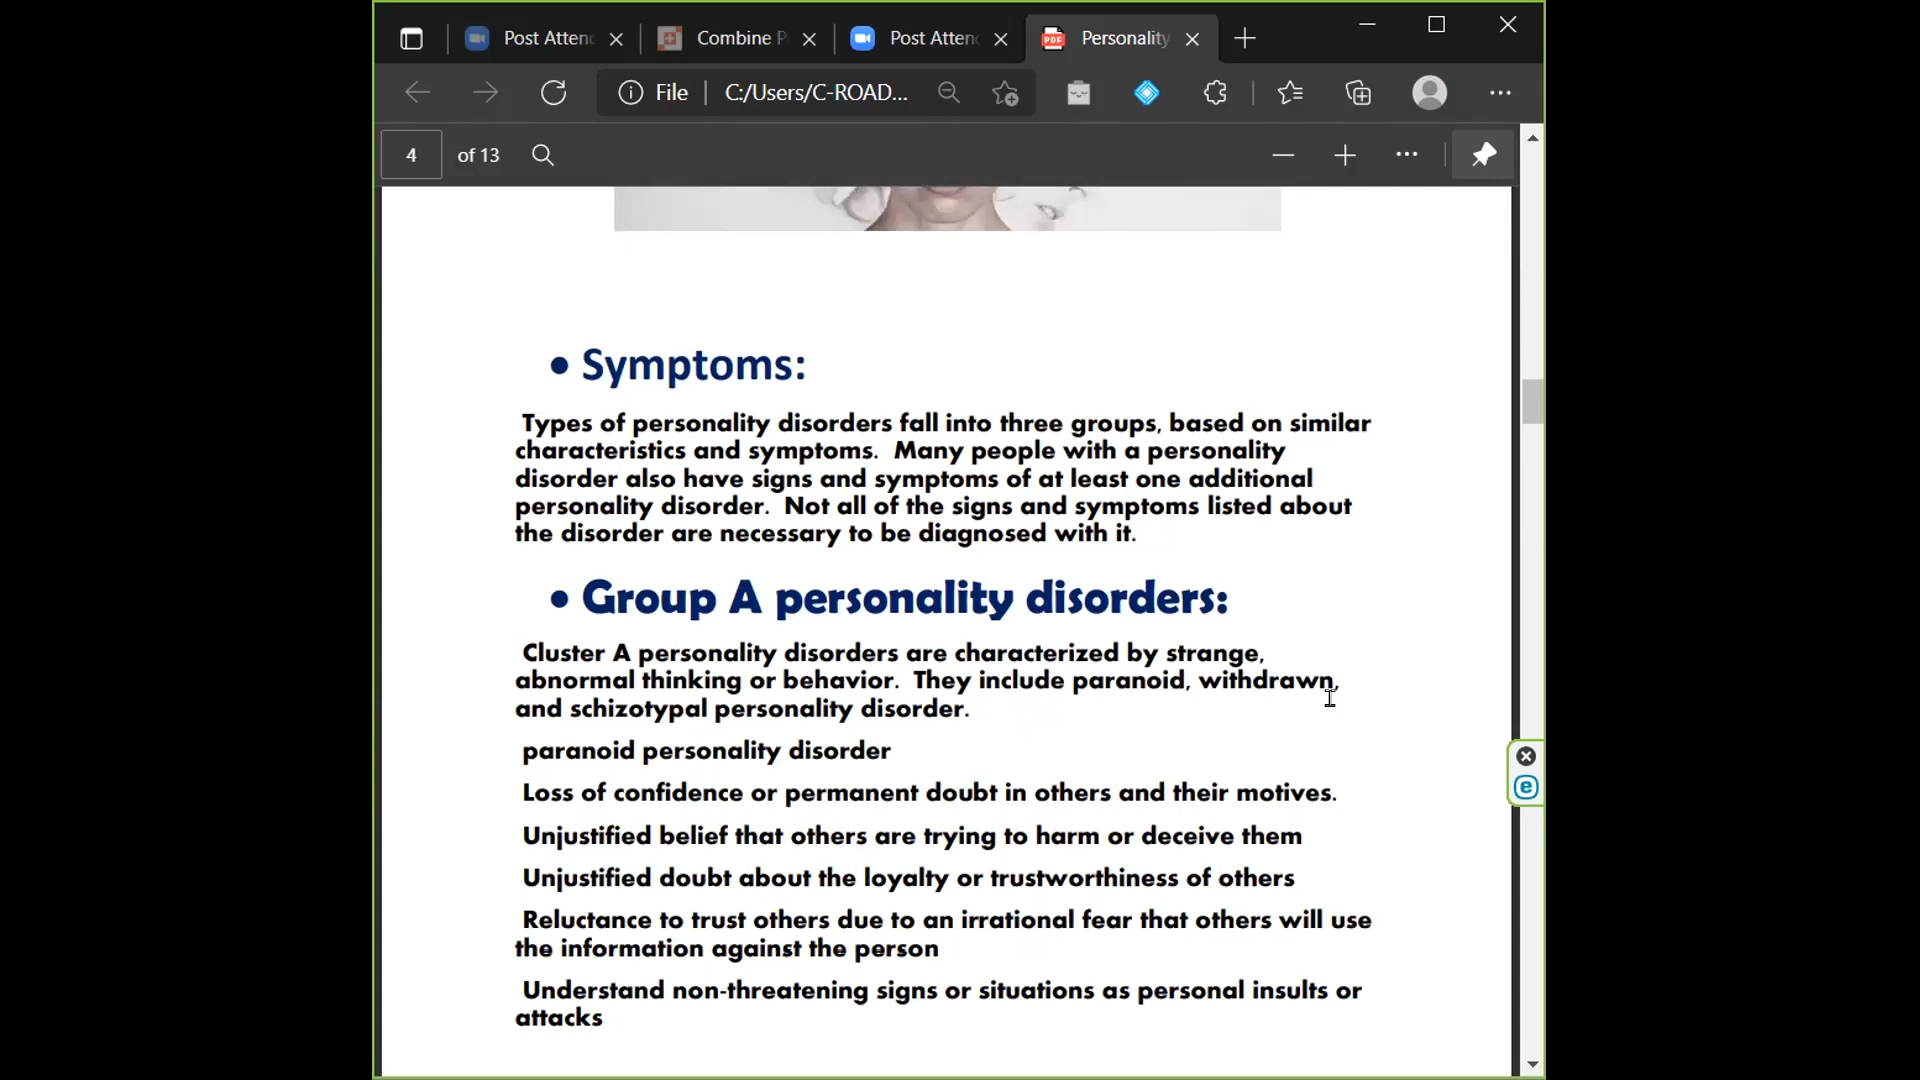 Post Atten
Combine P
Post Atten
Personality
File
C:/Users/C-ROAD...
4
of 13
• Symptoms:
Types of personality disorders fall into three groups, based on similar
characteristics and symptoms. Many people with a personality
disorder also have signs and symptoms of at least one additional
personality disorder. Not all of the signs and symptoms listed about
the disorder are necessary to be diagnosed with it.
• Group A personality disorders:
Cluster A personality disorders are characterized by strange,
abnormal thinking or behavior. They include paranoid, withdrawn,
and schizotypal personality disorder.
paranoid personality disorder
Loss of confidence or permanent doubt in others and their motives.
Unjustified belief that others are trying to harm or deceive them
Unjustified doubt about the loyalty or trustworthiness of others
Reluctance to trust others due to an irrational fear that others will use
the information against the person
Understand non-threatening signs or situations as personal insults or
attacks